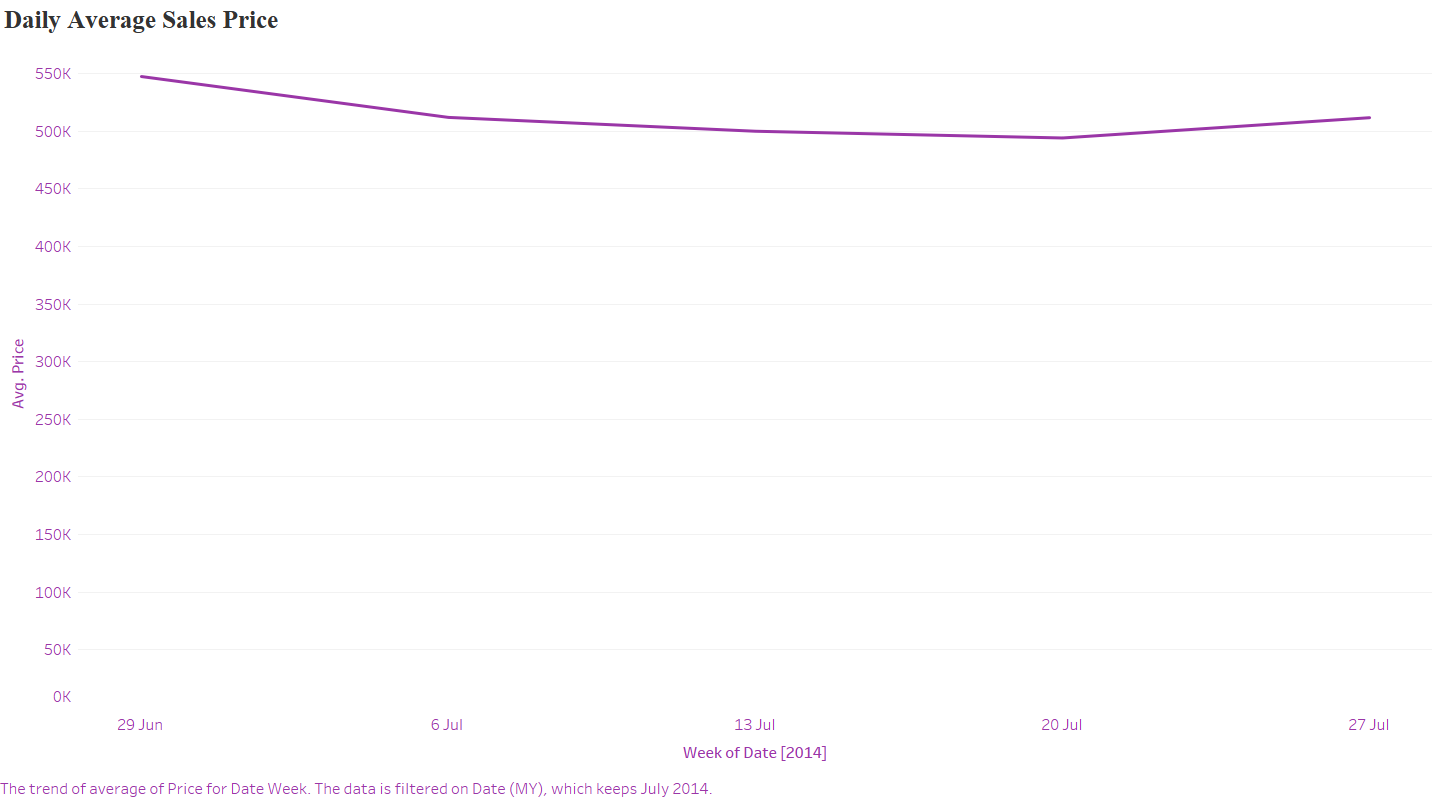 Daily Average Sales Price
550K
500K
450K
400K
350K
300K
250K
200K
150K
100K
50K
0K
Avg. Price
29 Jun 6 Jul 13 Jul 20 Jul 27 Jul
Week of Date [2014]
The trend of average of Price for Date Week. The data is filtered on Date (MY), which keeps July 2014.